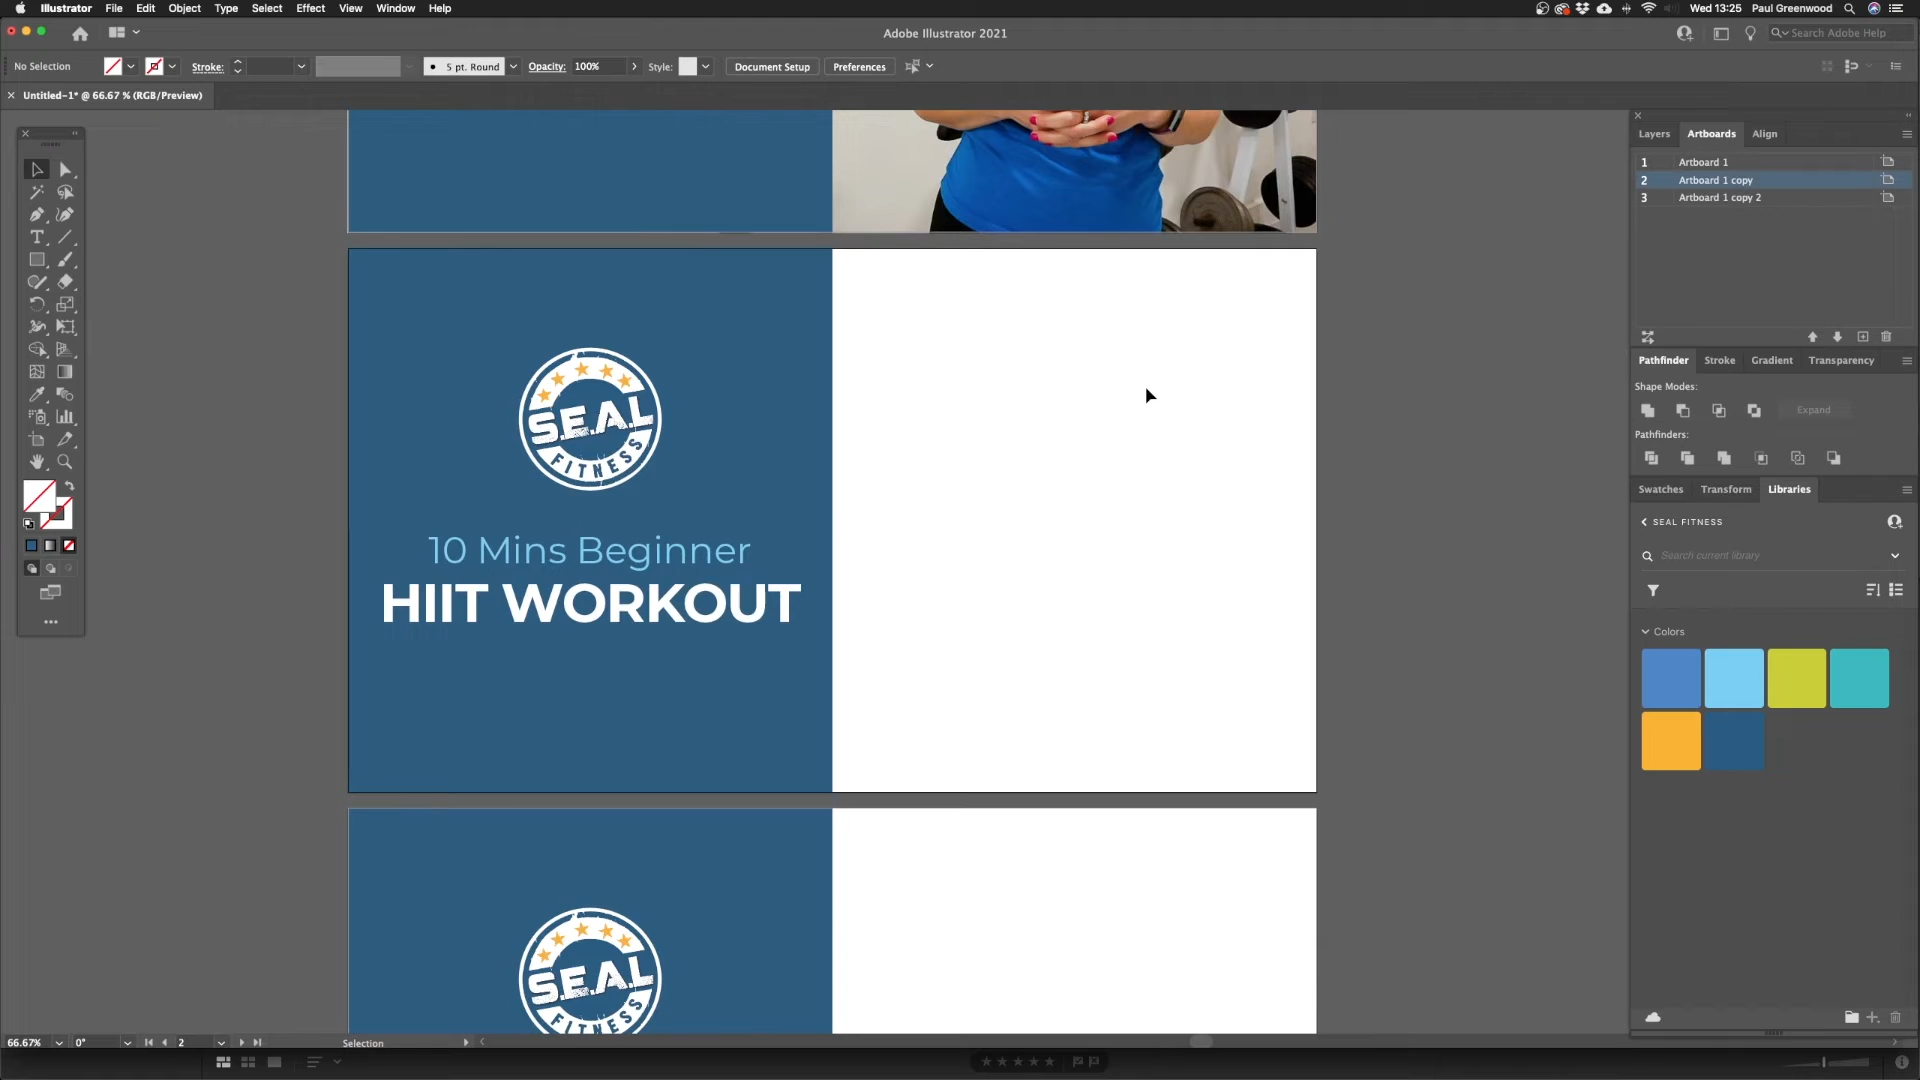 Illustrator File Edit Object Type Select Effect View Window Help
Wed 13:25 Paul Greenwood
Adobe Illustrator 2021
Search Adobe Help
No Selection
Stroke:
5 pt. Round
Opacity: 100%
Style:
Document Setup
Preferences
Untitled-1* @ 66.67 % (RGB/Preview)
Layers Artboards Align
1 Artboard 1
2 Artboard 1 copy
3 Artboard 1 copy 2
Pathfinder Stroke Gradient Transparency
Shape Modes:
Expand
Pathfinders:
Swatches Transform Libraries
SEAL FITNESS
Search current library
Colors
S.E.A.L
FITNESS
10 Mins Beginner
HIIT WORKOUT
S.E.A.L
FITNESS
66.67% 0° 2 Selection